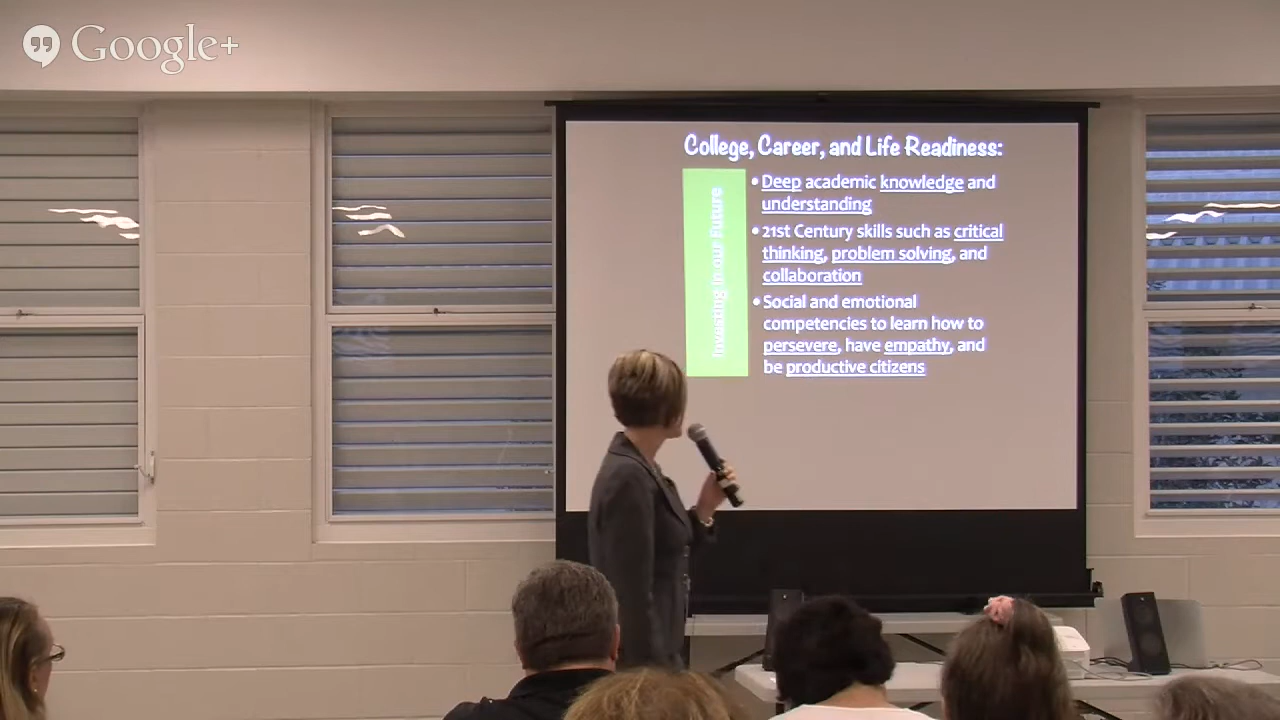 Google+
College, Career, and Life Readiness:
Investing in our Future
• Deep academic knowledge and
understanding
• 21st Century skills such as critical
thinking, problem solving, and
collaboration
• Social and emotional
competencies to learn how to
persevere, have empathy, and
be productive citizens